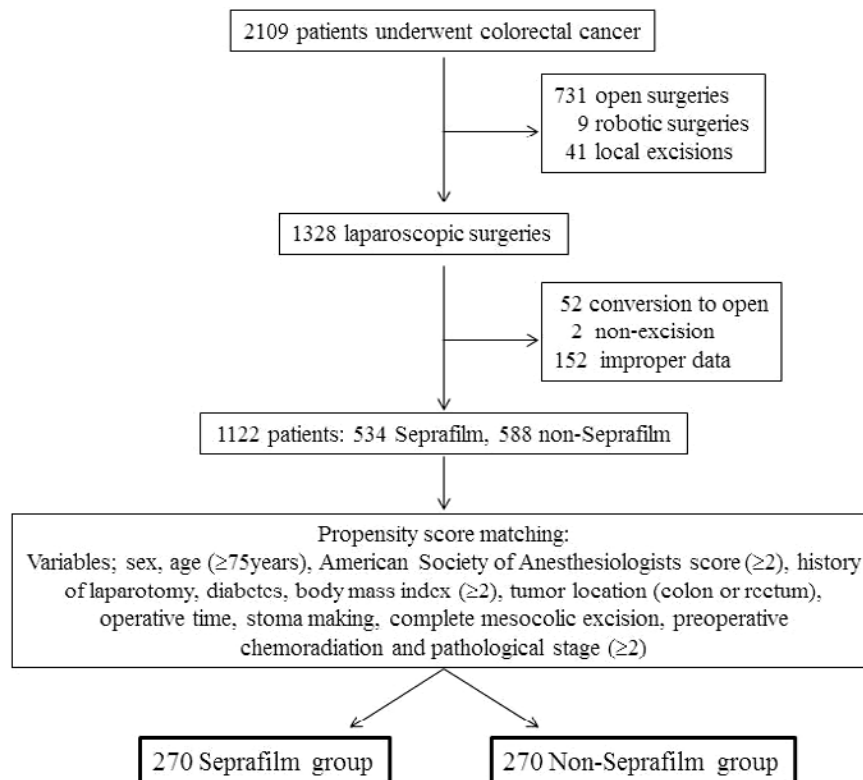 2109 patients underwent colorectal cancer
731 open surgeries
9 robotic surgeries
41 local excisions
1328 laparoscopic surgeries
52 conversion to open
2 non-excision
152 improper data
1122 patients: 534 Seprafilm, 588 non-Seprafilm
Propensity score matching:
Variables; sex, age (≥75years), American Society of Anesthesiologists score (≥2), history
of laparotomy, diabetes, body mass index (≥2), tumor location (colon or rectum),
operative time, stoma making, complete mesocolic excision, preoperative
chemoradiation and pathological stage (≥2)
270 Seprafilm group
270 Non-Seprafilm group